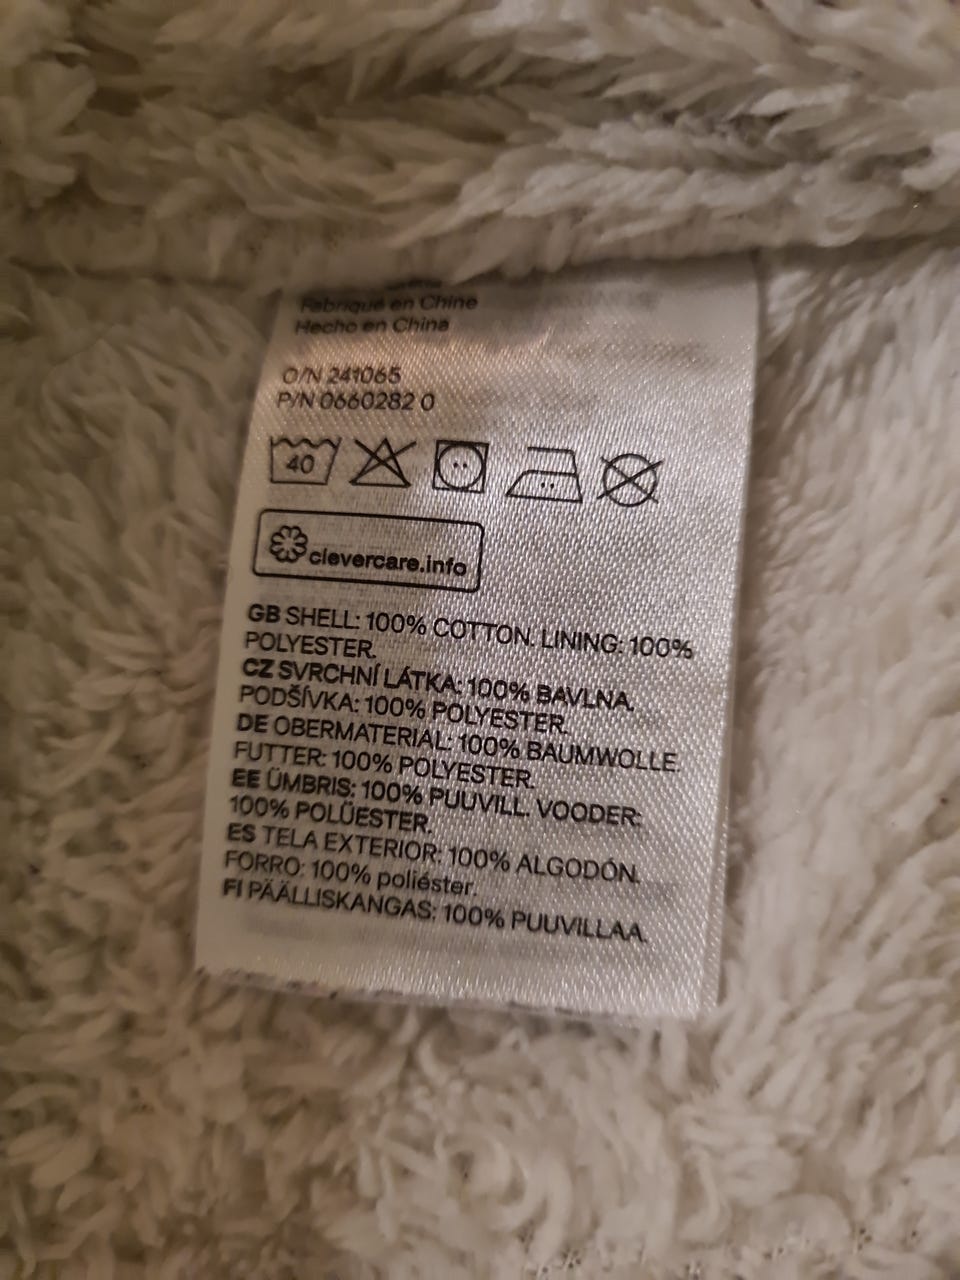 Fabriqué en Chine
Hecho en China
O/N 241065
P/N 0660282 0
40
clevercare.info
GB SHELL: 100% COTTON. LINING: 100%
POLYESTER.
CZ SVRCHNÍ LÁTKA: 100% BAVLNA.
PODŠÍVKA: 100% POLYESTER.
DE OBERMATERIAL: 100% BAUMWOLLE.
FUTTER: 100% POLYESTER.
EE ÜMBRIS: 100% PUUVILL. VOODER:
100% POLÜESTER.
ES TELA EXTERIOR: 100% ALGODÓN.
FORRO: 100% poliéster.
FI PÄÄLLISKANGAS: 100% PUUVILLAA.